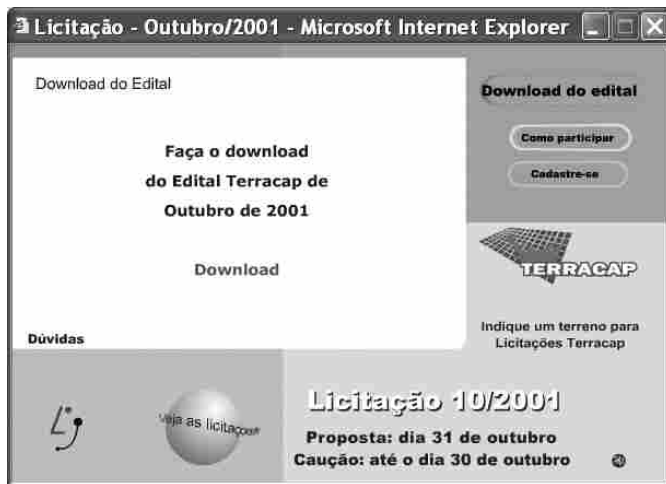 Licitação - Outubro/2001 - Microsoft Internet Explorer
Download do Edital
Faça o download
do Edital Terracap de
Outubro de 2001
Download
Dúvidas
Download do edital
Como participar
Cadastre-se
TERRACAP
Indique um terreno para
Licitações Terracap
Veja as licitações
Licitação 10/2001
Proposta: dia 31 de outubro
Caução: até o dia 30 de outubro